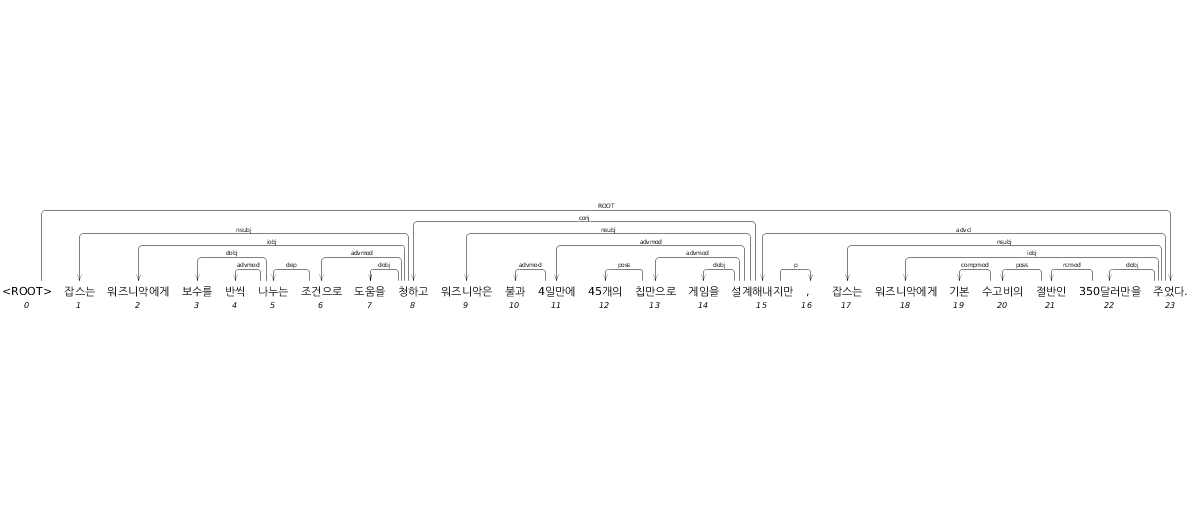 ROOT
conj
nsubj nsubj advcl
iobj advmod nsubj
dobj advmod advmod iobj
advmod dep dobj advmod poss dobj p compmod poss rcmod dobj
<ROOT> 잡스는 워즈니악에게 보수를 반씩 나누는 조건으로 도움을 청하고 워즈니악은 불과 4일만에 45개의 칩만으로 게임을 설계해내지만 , 잡스는 워즈니악에게 기본 수고비의 절반인 350달러만을 주었다.
0 1 2 3 4 5 6 7 8 9 10 11 12 13 14 15 16 17 18 19 20 21 22 23